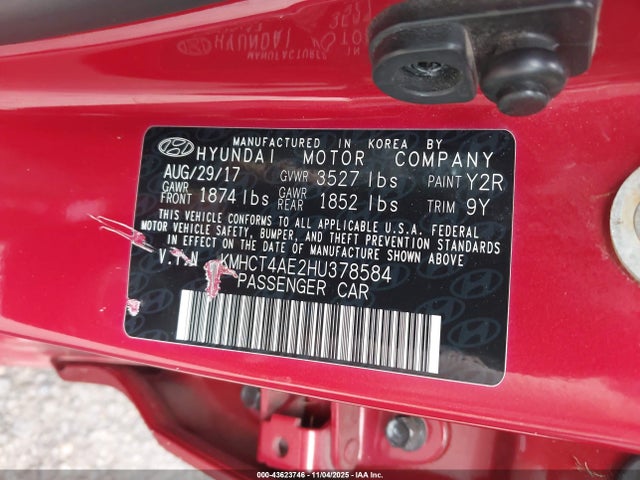 MANUFACTURED IN KOREA BY
HYUNDAI MOTOR COMPANY
AUG/29/17 GVWR 3527 lbs PAINT Y2R
GAWR FRONT 1874 lbs GAWR REAR 1852 lbs TRIM 9Y
THIS VEHICLE CONFORMS TO ALL APPLICABLE U.S.A. FEDERAL
MOTOR VEHICLE SAFETY, BUMPER, AND THEFT PREVENTION STANDARDS
IN EFFECT ON THE DATE OF MANUFACTURE SHOWN ABOVE
V.I.N KMHCT4AE2HU378584
PASSENGER CAR
000-43623746 - 11/04/2025 - IAA Corp.